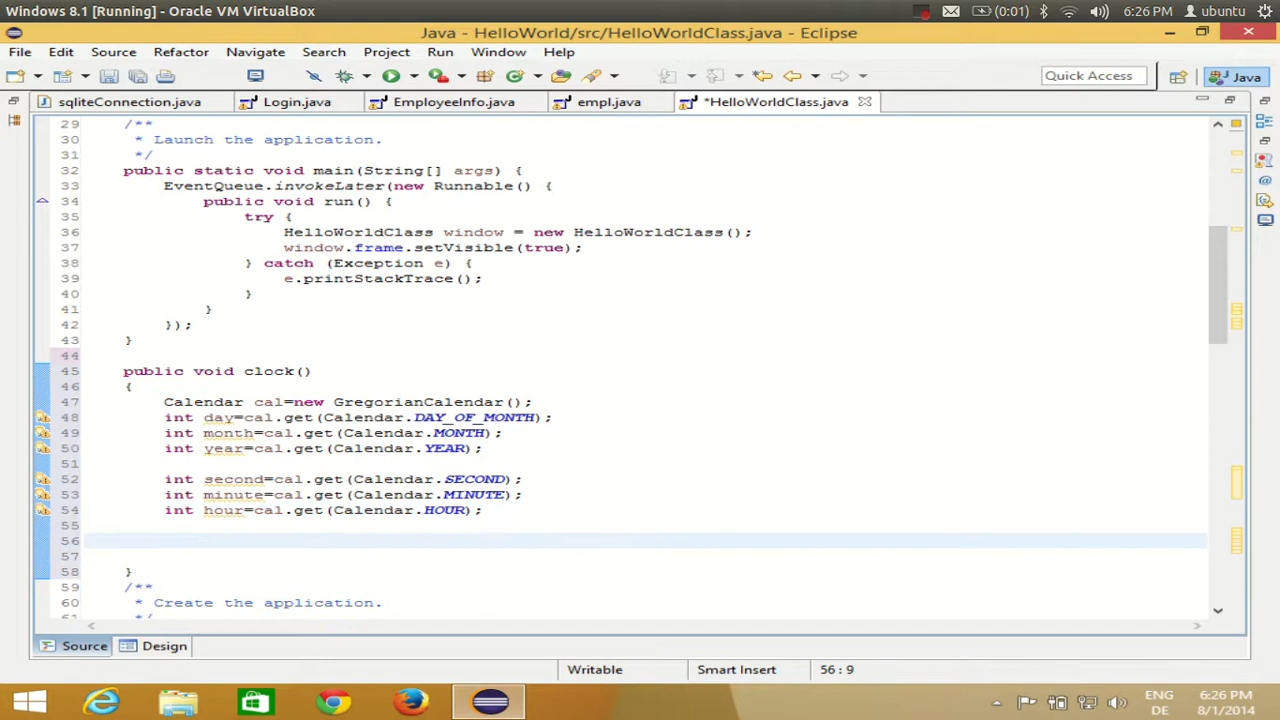 Windows 8.1 [Running] - Oracle VM VirtualBox
(0:01) 6:26 PM ubuntu
Java - HelloWorld/src/HelloWorldClass.java - Eclipse
File Edit Source Refactor Navigate Search Project Run Window Help
Quick Access Java
sqliteConnection.java Login.java EmployeeInfo.java empl.java *HelloWorldClass.java
29 /**
30 * Launch the application.
31 */
32 public static void main(String[] args) {
33 EventQueue.invokeLater(new Runnable() {
34 public void run() {
35 try {
36 HelloWorldClass window = new HelloWorldClass();
37 window.frame.setVisible(true);
38 } catch (Exception e) {
39 e.printStackTrace();
40 }
41 }
42 });
43 }
44
45 public void clock()
46 {
47 Calendar cal=new GregorianCalendar();
48 int day=cal.get(Calendar.DAY_OF_MONTH);
49 int month=cal.get(Calendar.MONTH);
50 int year=cal.get(Calendar.YEAR);
51
52 int second=cal.get(Calendar.SECOND);
53 int minute=cal.get(Calendar.MINUTE);
54 int hour=cal.get(Calendar.HOUR);
55
56
57
58 }
59 /**
60 * Create the application.
61 */
Source Design
Writable Smart Insert 56 : 9
ENG 6:26 PM
DE 8/1/2014